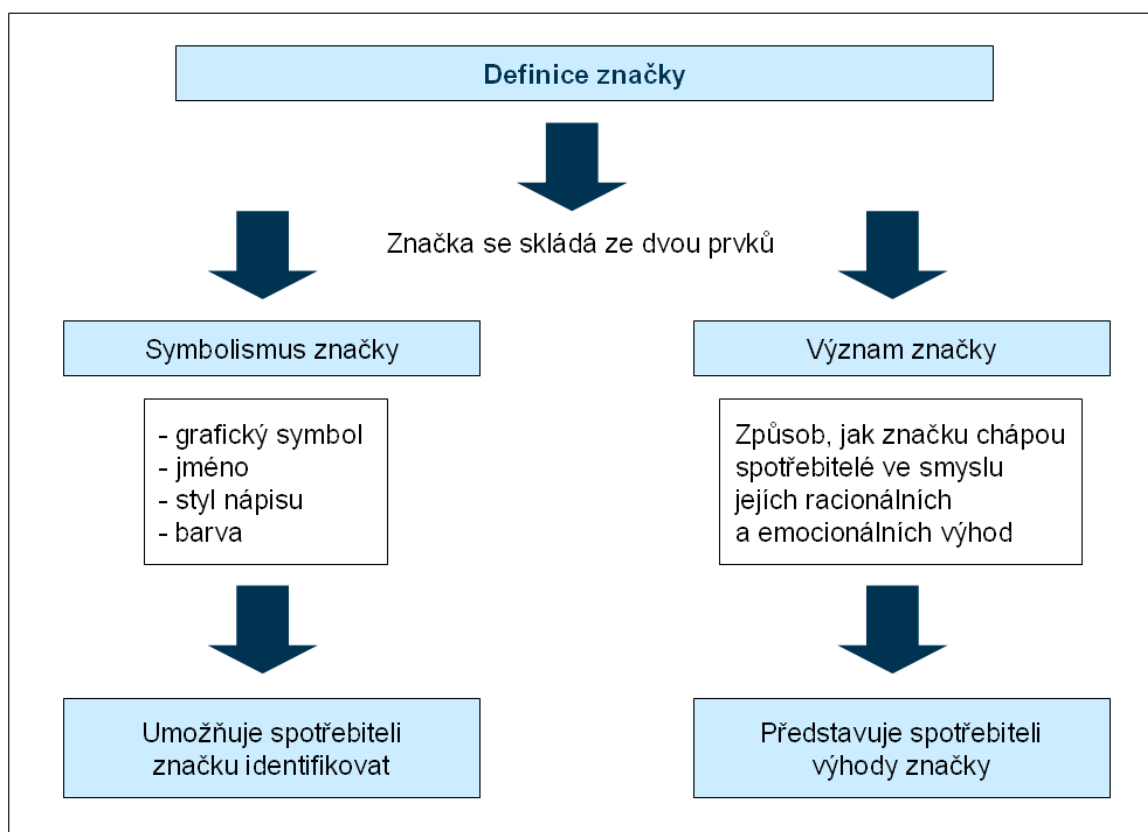 Definice značky
Značka se skládá ze dvou prvků
Symbolismus značky
- grafický symbol
- jméno
- styl nápisu
- barva
Umožňuje spotřebiteli
značku identifikovat
Význam značky
Způsob, jak značku chápou
spotřebitelé ve smyslu
jejích racionálních
a emocionálních výhod
Představuje spotřebiteli
výhody značky